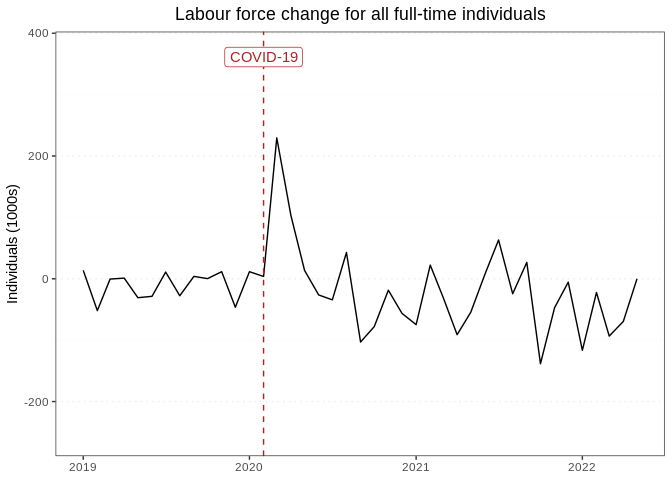 Labour force change for all full-time individuals
400
COVID-19
200
Individuals (1000s)
0
-200
2019 2020 2021 2022